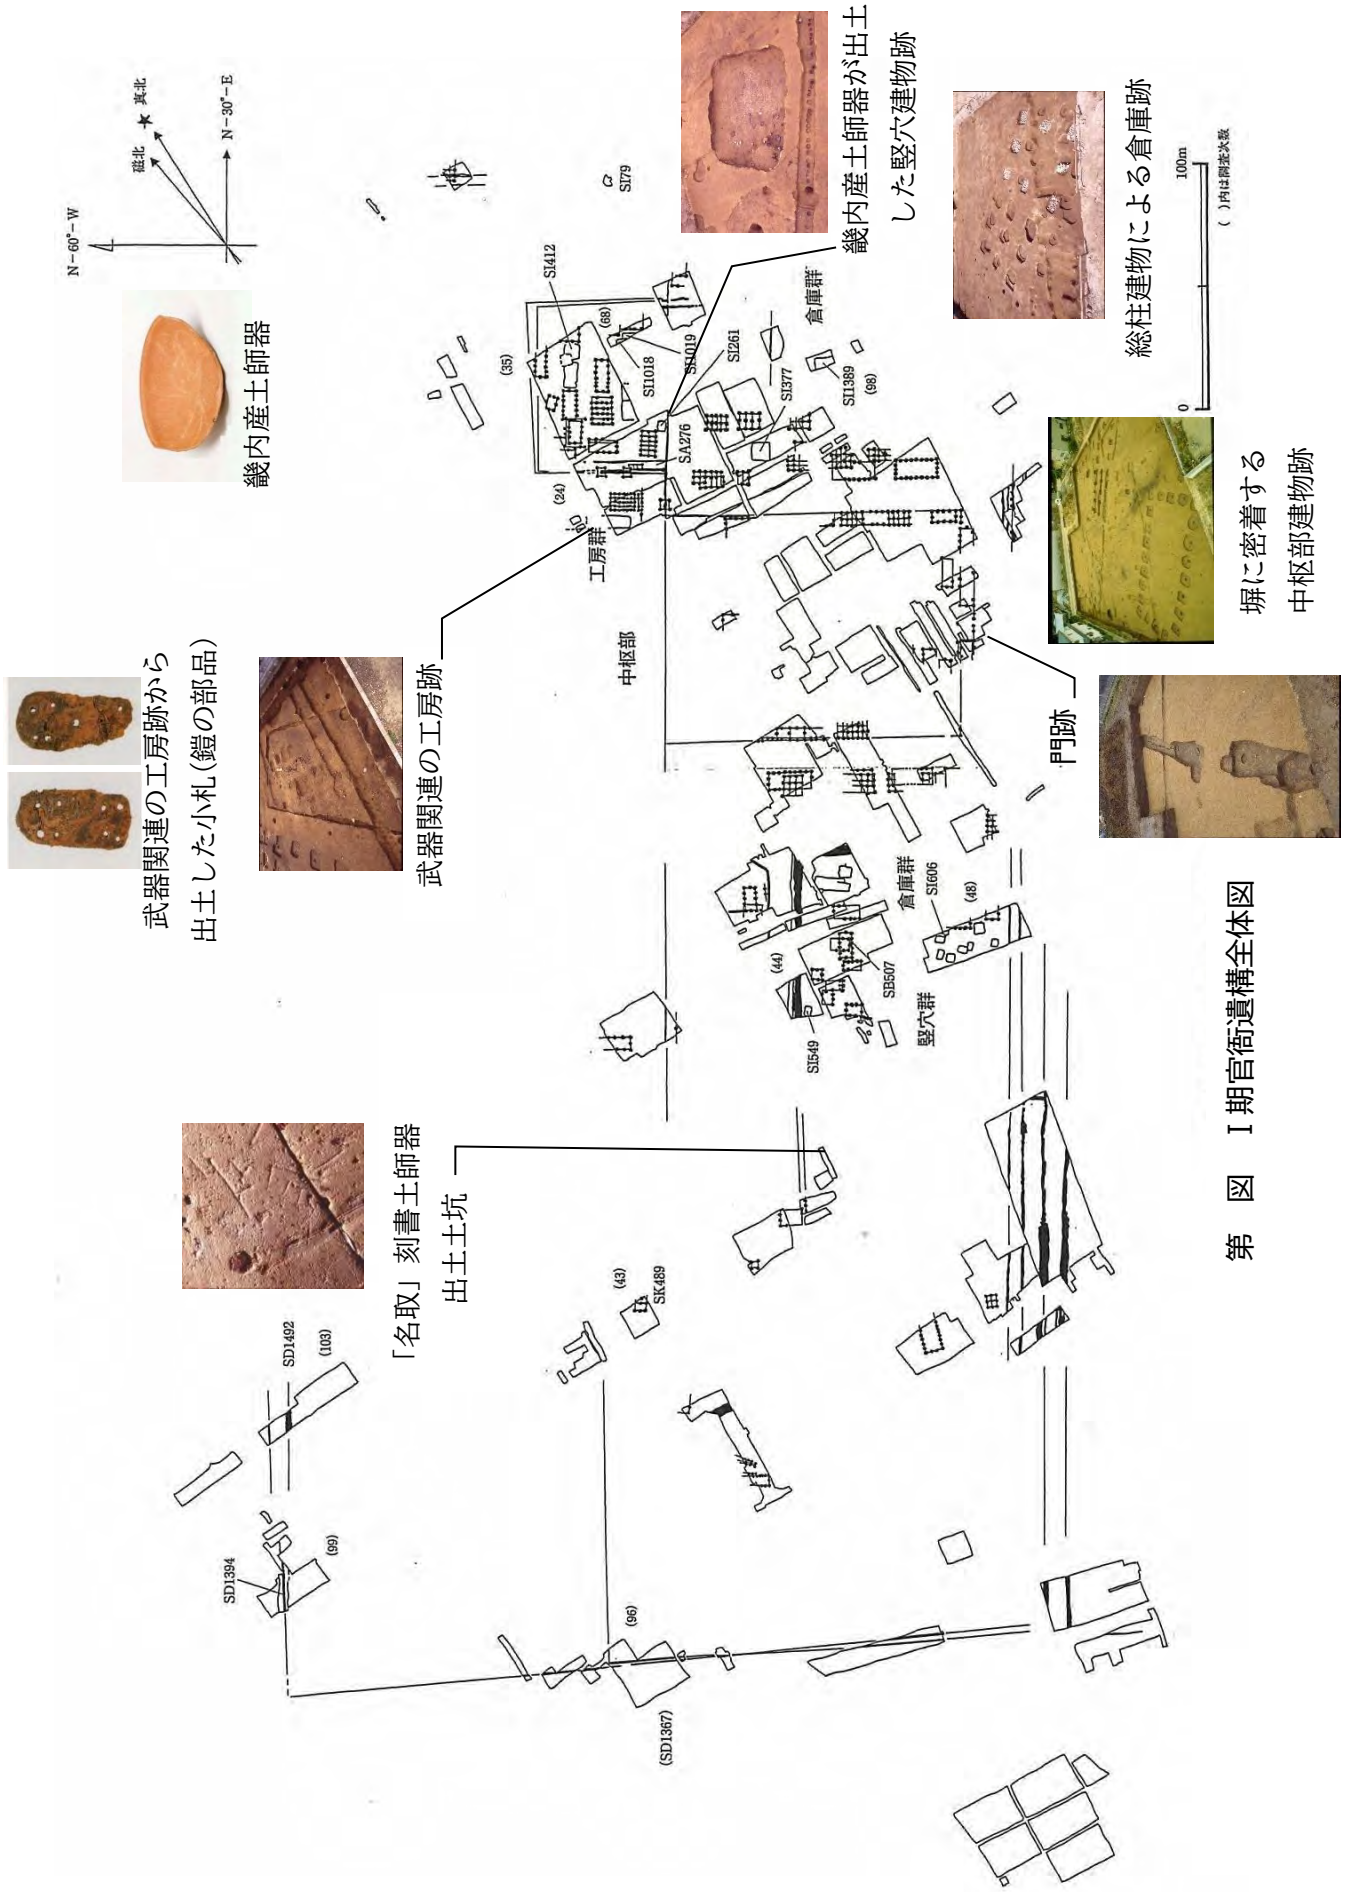 「名取」刻書土師器
出土土坑
武器関連の工房跡から
出土した小札(鎧の部品)
武器関連の工房跡
畿内産土師器
N-60°-W
磁北
真北
N-30°-E
SD1394
(99)
SD1492
(103)
(SD1367)
(96)
(43)
SK489
中枢部
工房群
(24)
(35)
SI412
(68)
SI1018
SI1019
SI261
SA276
SI377
SI1389
(98)
倉庫群
SI79
畿内産土師器が出土
した竪穴建物跡
SI549
(44)
SB507
竪穴群
倉庫群
SI606
(48)
門跡
塀に密着する
中枢部建物跡
総柱建物による倉庫跡
0
100m
( )内は調査次数
第 図 Ⅰ期官衙遺構全体図